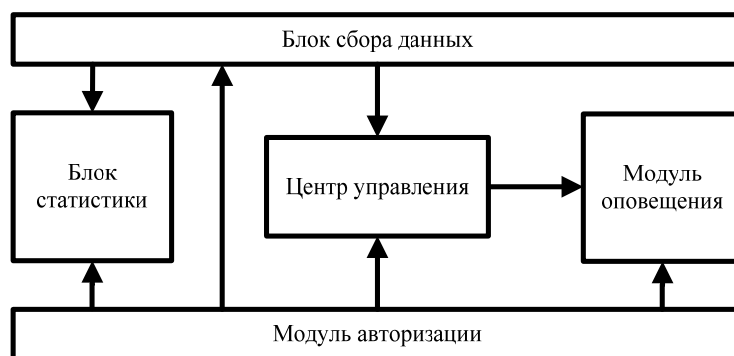 Блок сбора данных
Блок
статистики
Центр управления
Модуль
оповещения
Модуль авторизации